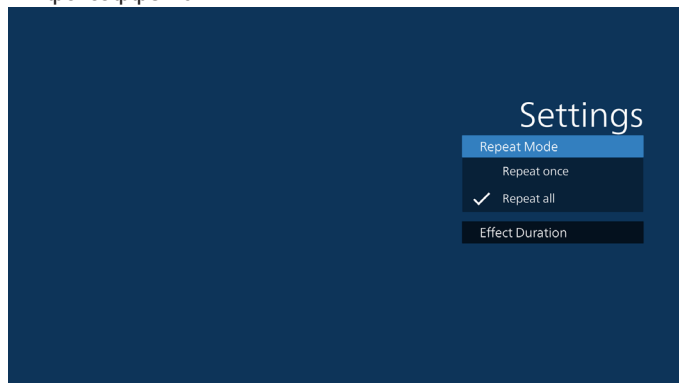 Settings
Repeat Mode
Repeat once
Repeat all
Effect Duration